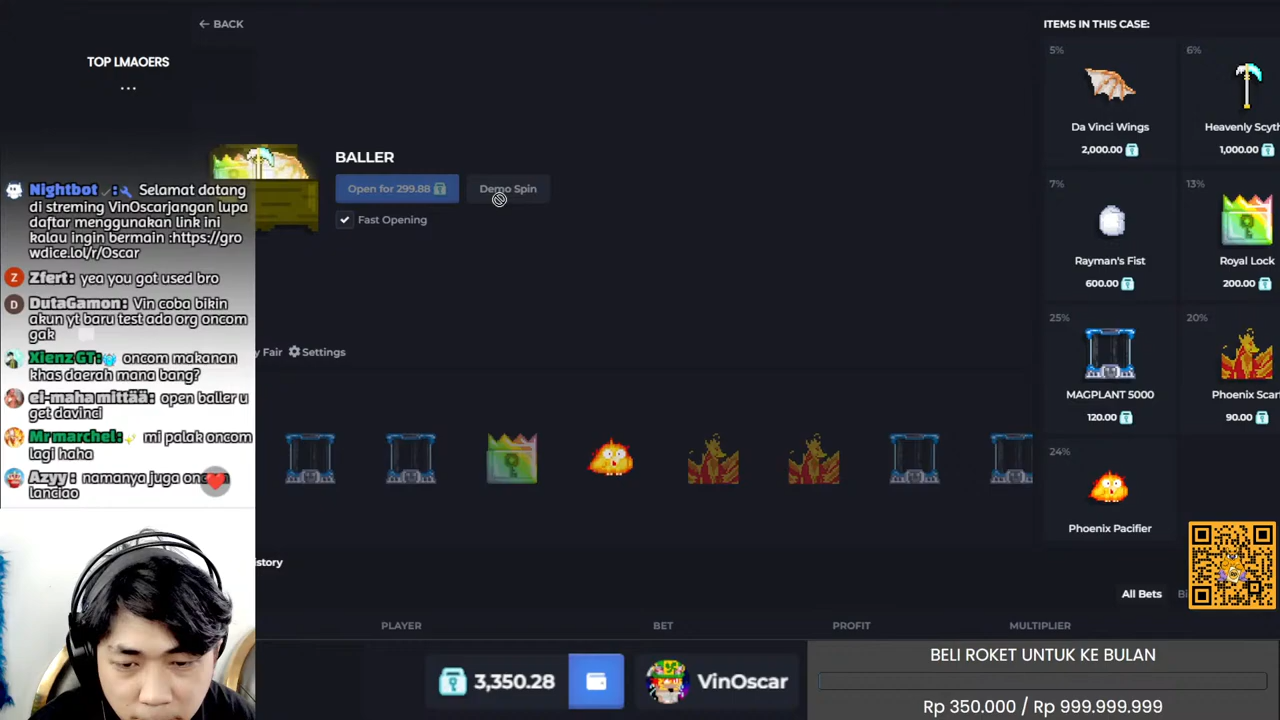 BACK
TOP LMAOERS
...
BALLER
Open for 299.88
Demo Spin
Fast Opening
y Fair
Settings
Nightbot : Selamat datang
di streming VinOscarjangan lupa
daftar menggunakan link ini
kalau ingin bermain :https://gro
wdice.lol/r/Oscar
Zfert: yea you got used bro
DutaGamon: Vin coba bikin
akun yt baru test ada org oncom
gak
Xienz GT: oncom makanan
khas daerah mana bang?
el-maha mittää: open baller u
get davinci
Mr marchel: mi palak oncom
lagi haha
Azyy: namanya juga
lanciao
istory
ITEMS IN THIS CASE:
5%
Da Vinci Wings
2,000.00
6%
Heavenly Scyth
1,000.00
7%
Rayman's Fist
600.00
13%
Royal Lock
200.00
25%
MAGPLANT 5000
120.00
20%
Phoenix Scar
90.00
24%
Phoenix Pacifier
All Bets
Bi
PLAYER
BET
PROFIT
MULTIPLIER
3,350.28
VinOscar
BELI ROKET UNTUK KE BULAN
Rp 350.000 / Rp 999.999.999